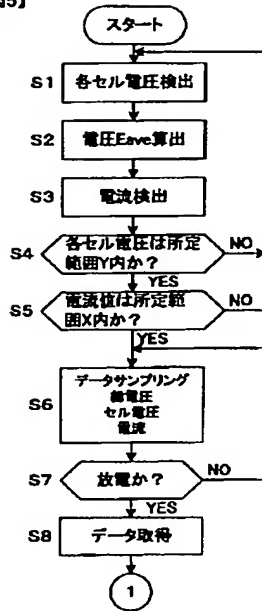 スタート
S1 各セル電圧検出
S2 電圧Eave算出
S3 電流検出
S4 各セル電圧は所定 NO
範囲Y内か?
YES
S5 電流値は所定範 NO
囲X内か?
YES
データサンプリング
S6 総電圧
セル電圧
電流
S7 放電か? NO
YES
S8 データ取得
1